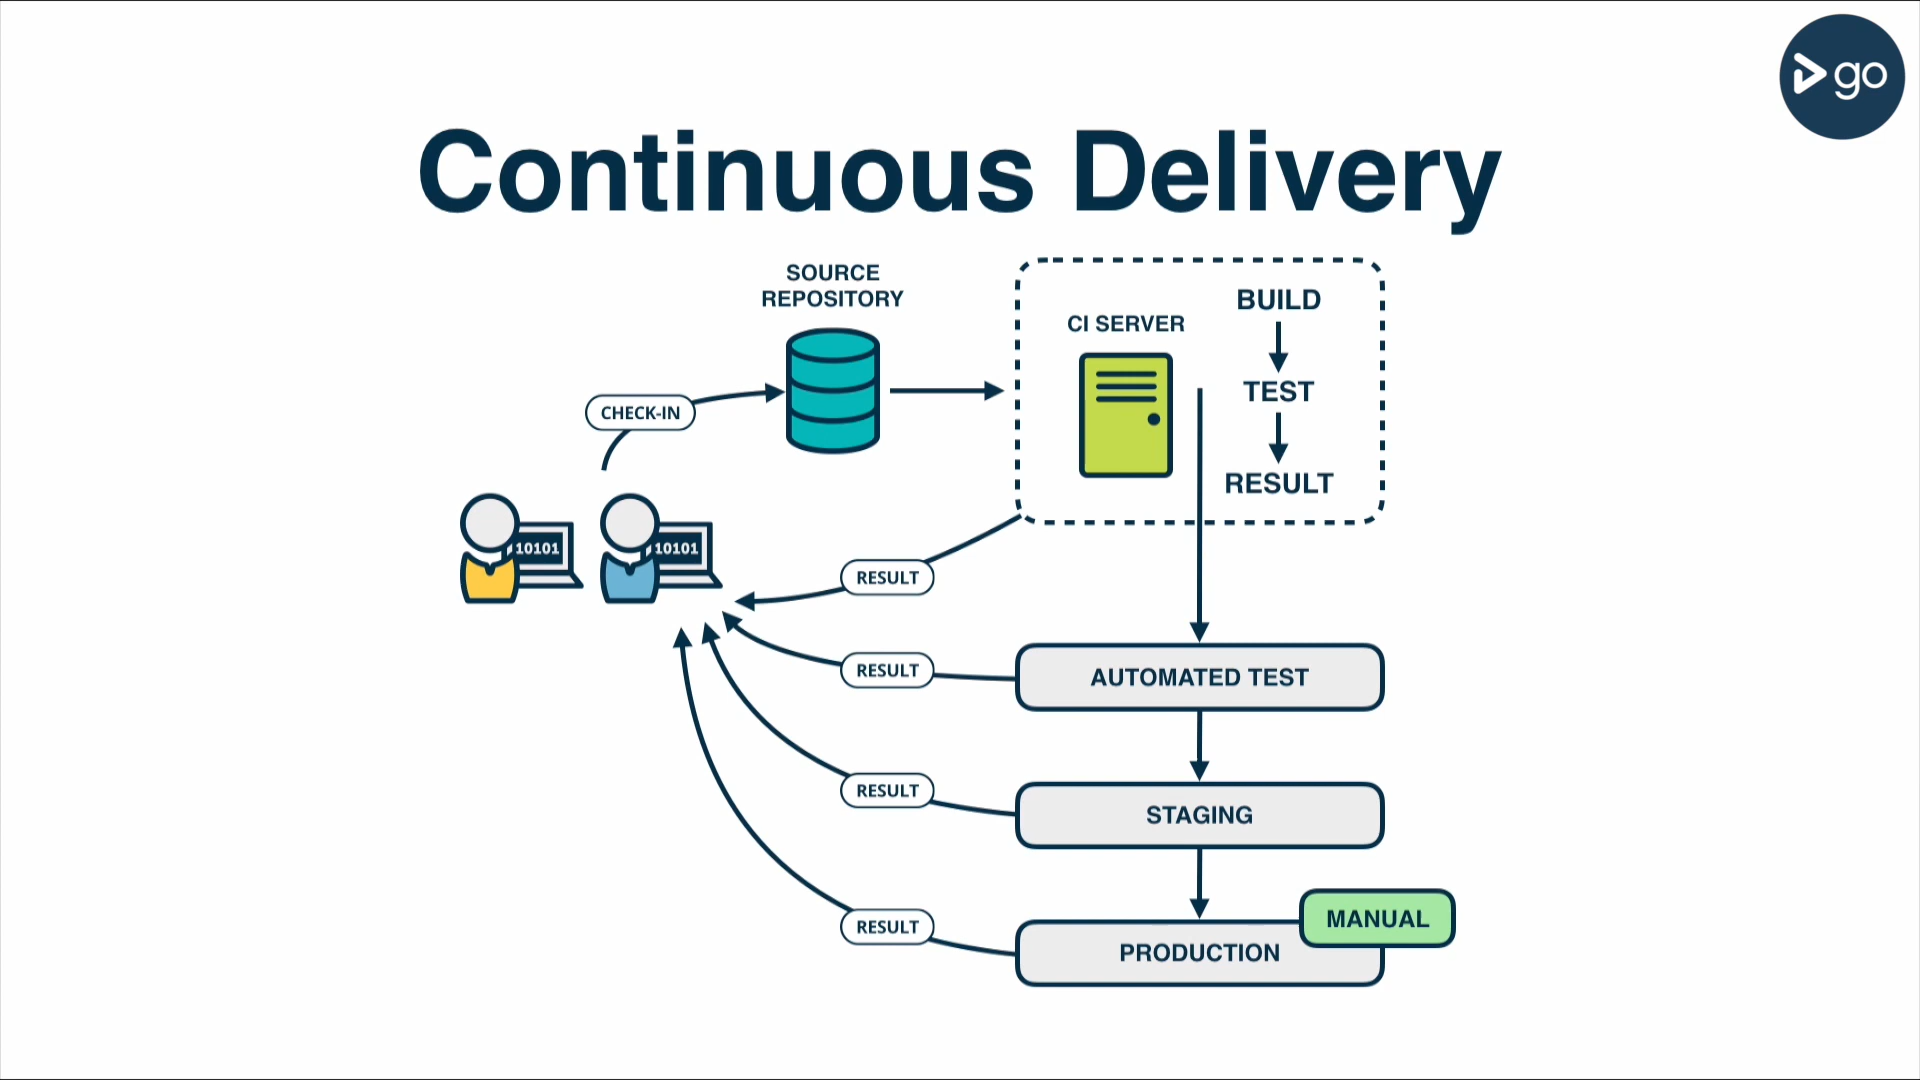 go
Continuous Delivery
SOURCE
REPOSITORY
CI SERVER
BUILD
TEST
RESULT
CHECK-IN
10101
10101
RESULT
RESULT
AUTOMATED TEST
RESULT
STAGING
MANUAL
RESULT
PRODUCTION